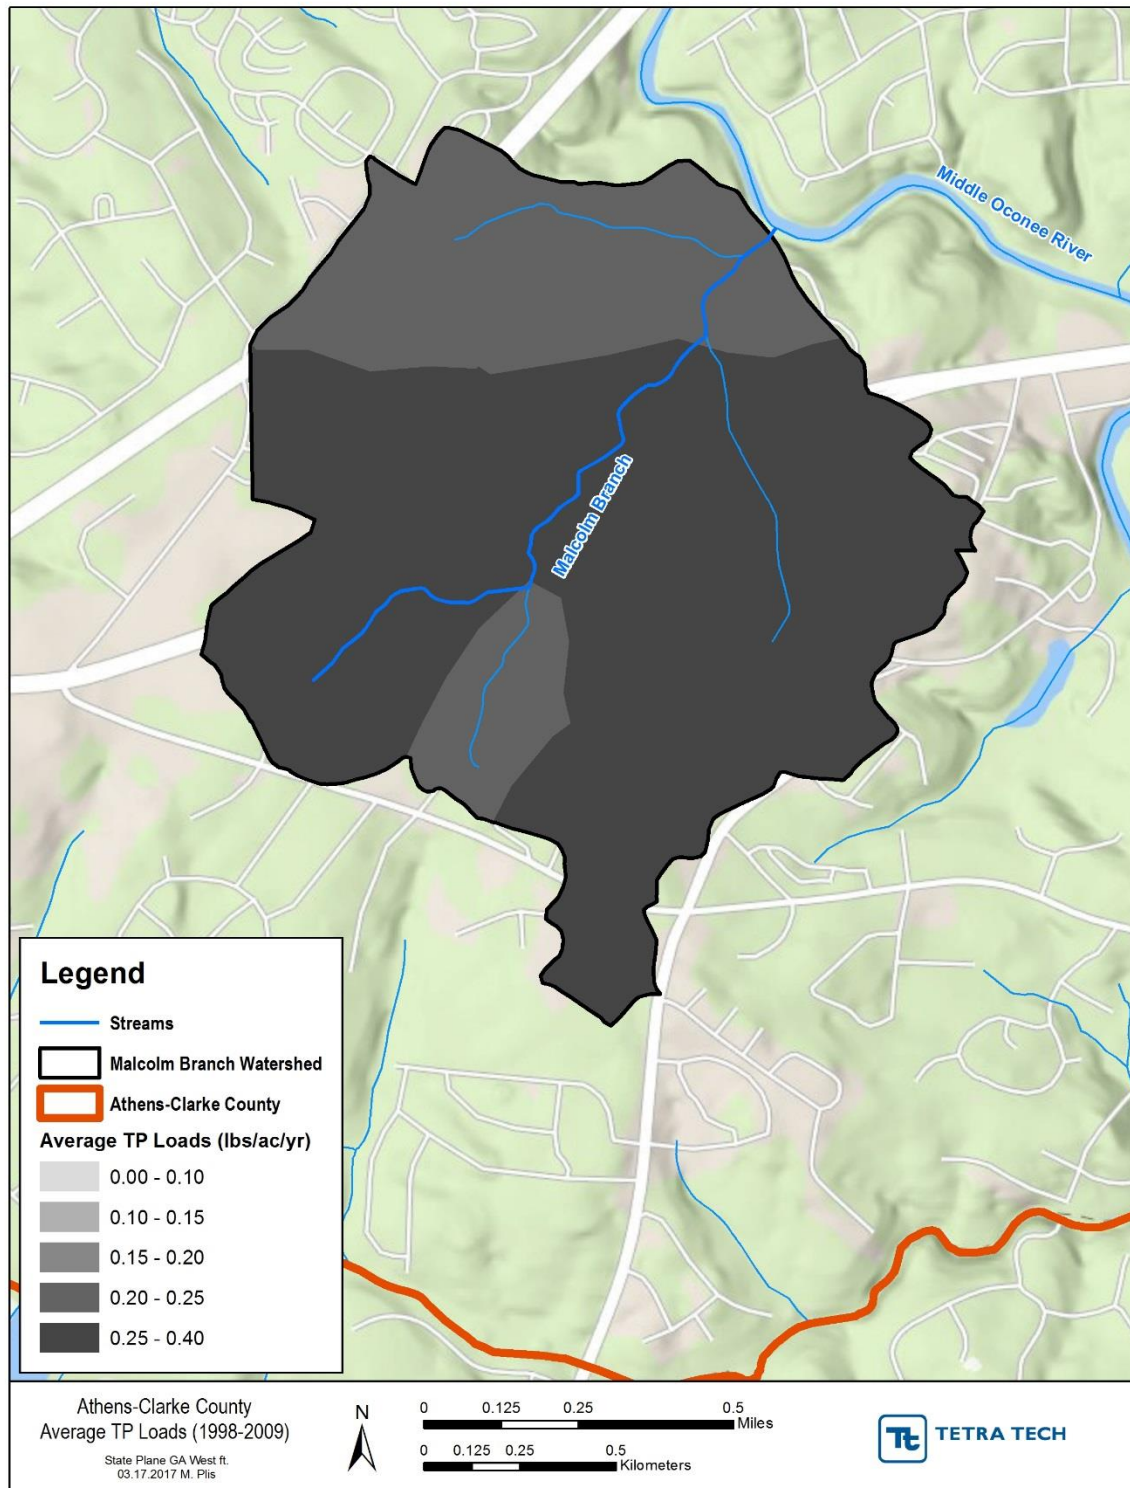 Middle Oconee River
Malcolm Branch
Legend
Streams
Malcolm Branch Watershed
Athens-Clarke County
Average TP Loads (lbs/ac/yr)
0.00 - 0.10
0.10 - 0.15
0.15 - 0.20
0.20 - 0.25
0.25 - 0.40
Athens-Clarke County
Average TP Loads (1998-2009)
State Plane GA West ft.
03.17.2017 M. Plis
N
0 0.125 0.25 0.5
Miles
0 0.125 0.25 0.5
Kilometers
Tt TETRA TECH